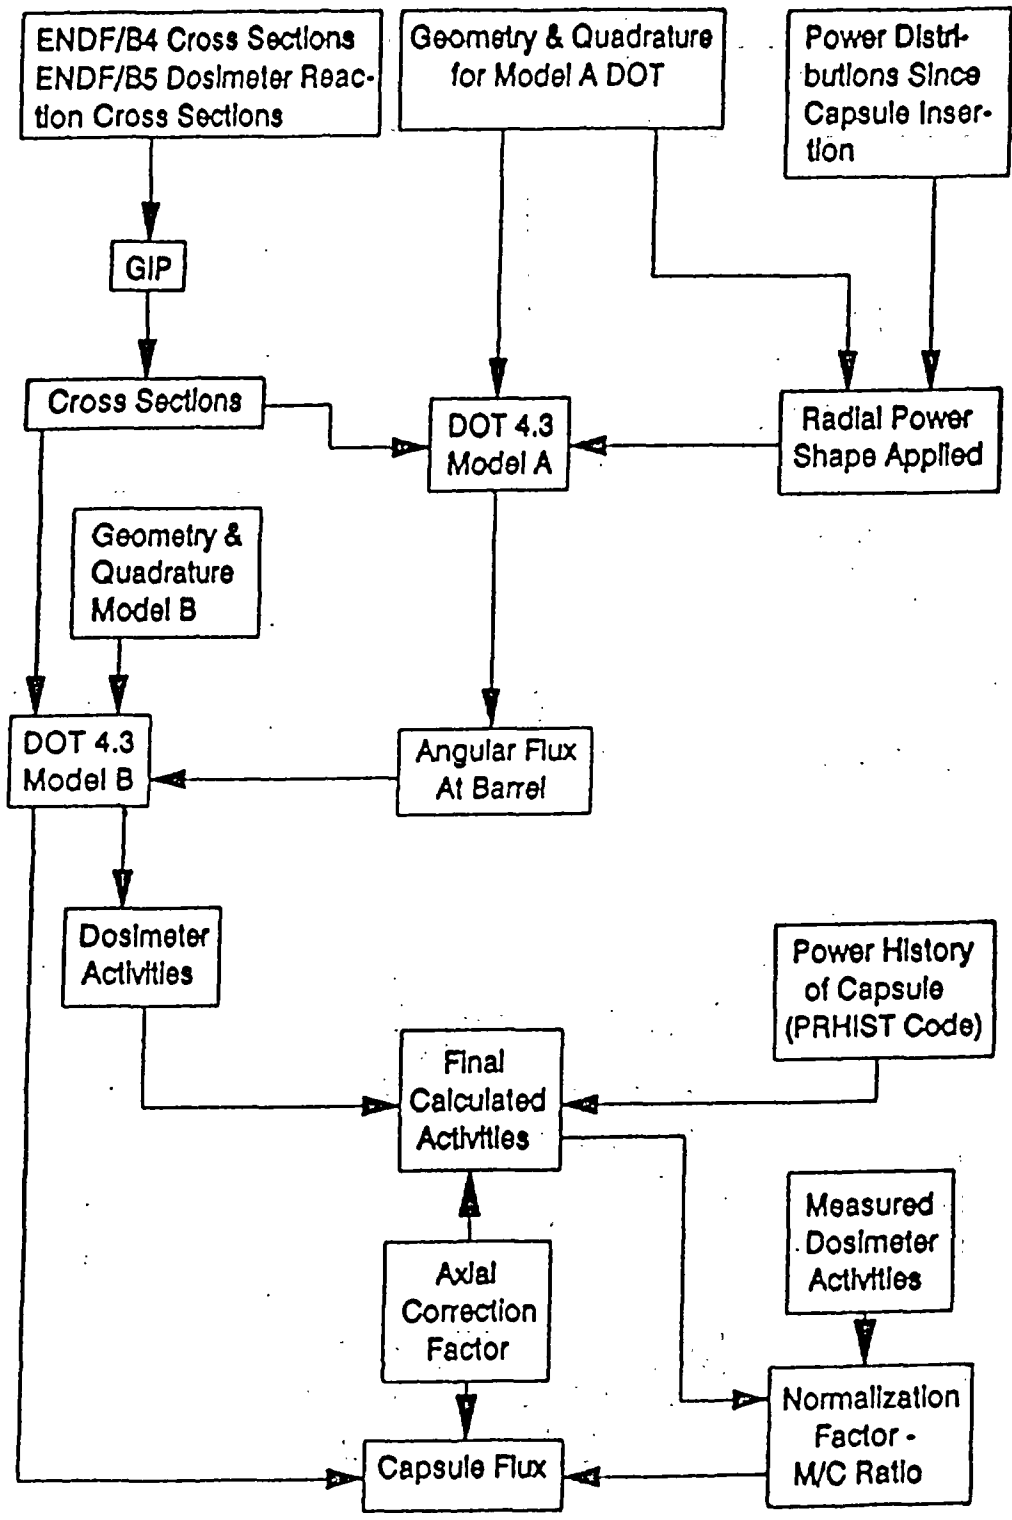 ENDF/B4 Cross Sections
ENDF/B5 Dosimeter Reac-
tion Cross Sections
Geometry & Quadrature
for Model A DOT
Power Distri-
butions Since
Capsule Inser-
tion
GIP
Cross Sections
DOT 4.3
Model A
Radial Power
Shape Applied
Geometry &
Quadrature
Model B
DOT 4.3
Model B
Angular Flux
At Barrel
Dosimeter
Activities
Power History
of Capsule
(PRHIST Code)
Final
Calculated
Activities
Measured
Dosimeter
Activities
Axial
Correction
Factor
Normalization
Factor -
M/C Ratio
Capsule Flux